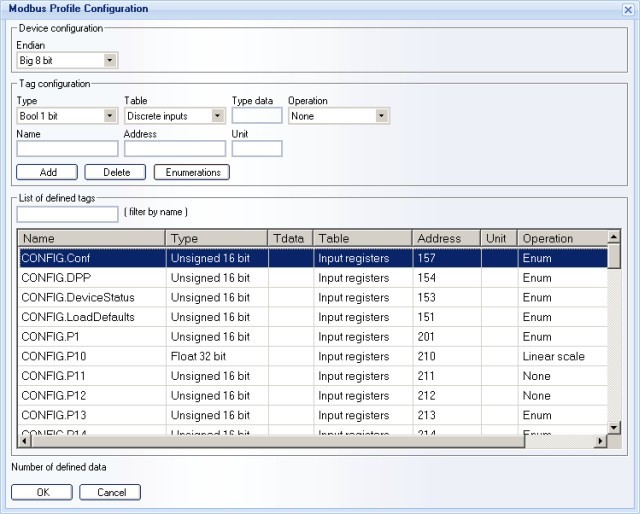 Modbus Profile Configuration
Device configuration
Endian
Big 8 bit
Tag configuration
Type Table Type data Operation
Bool 1 bit Discrete inputs None
Name Address Unit
Add Delete Enumerations
List of defined tags
( filter by name )
Name Type Tdata Table Address Unit Operation
CONFIG.Conf Unsigned 16 bit Input registers 157 Enum
CONFIG.DPP Unsigned 16 bit Input registers 154 Enum
CONFIG.DeviceStatus Unsigned 16 bit Input registers 153 Enum
CONFIG.LoadDefaults Unsigned 16 bit Input registers 151 Enum
CONFIG.P1 Unsigned 16 bit Input registers 201 Enum
CONFIG.P10 Float 32 bit Input registers 210 Linear scale
CONFIG.P11 Unsigned 16 bit Input registers 211 None
CONFIG.P12 Unsigned 16 bit Input registers 212 None
CONFIG.P13 Unsigned 16 bit Input registers 213 Enum
CONFIG.P14 Unsigned 16 bit Input registers 214 Enum
Number of defined data
OK Cancel